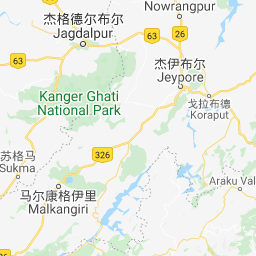 Nowrangpur
杰格德尔布尔
Jagdalpur
63
26
63
杰伊布尔
Jeypore
Kanger Ghati
National Park
戈拉布德
Koraput
苏格马
Sukma
326
马尔康格伊里
Malkangiri
Araku Val